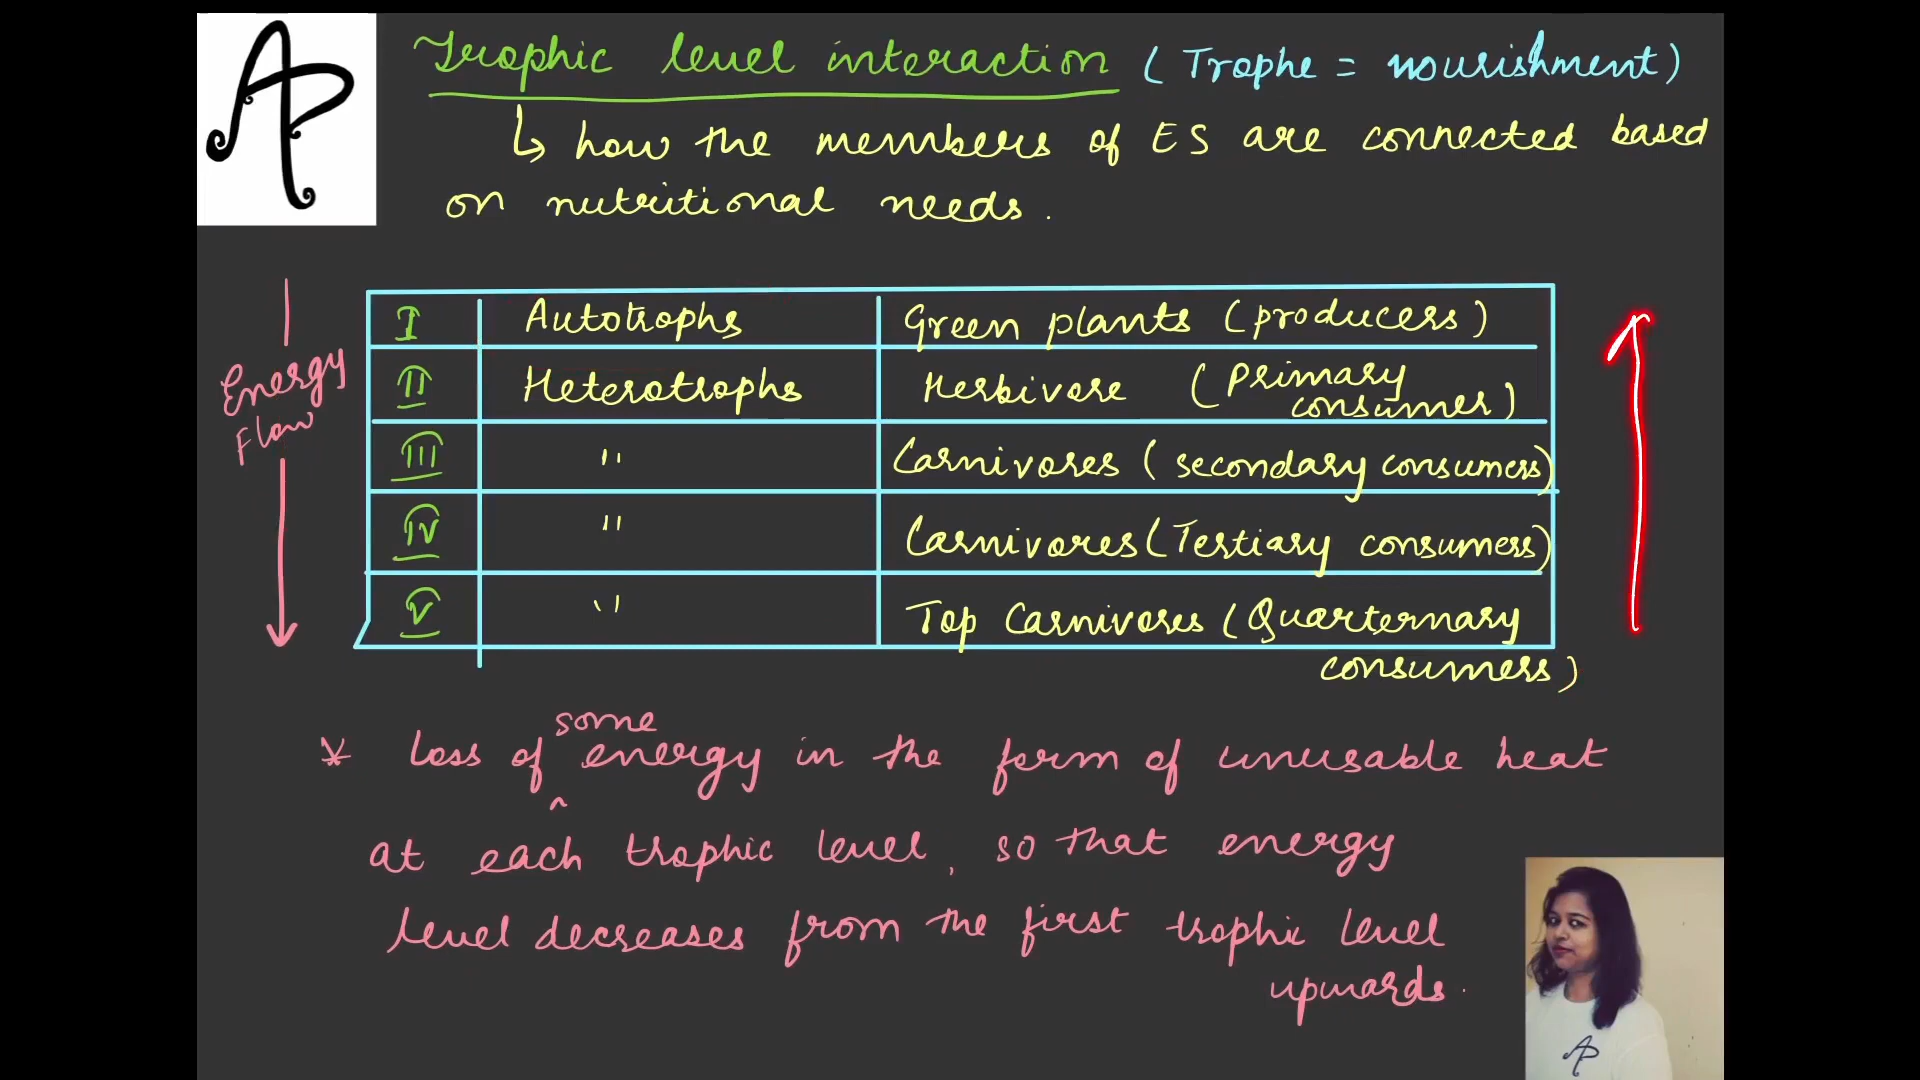 AP
Trophic level interaction (Trophe = nourishment)
↳ how the members of ES are connected based
on nutritional needs.
Energy
Flow
I Autotrophs Green plants (producers)
II Heterotrophs Herbivore (Primary
consumer)
III " Carnivores (secondary consumers)
IV " Carnivores (Tertiary consumers)
V " Top Carnivores (Quarternary
consumers)
some
* loss of ^ energy in the form of unusable heat
at each trophic level, so that energy
level decreases from the first trophic level
upwards.
AP